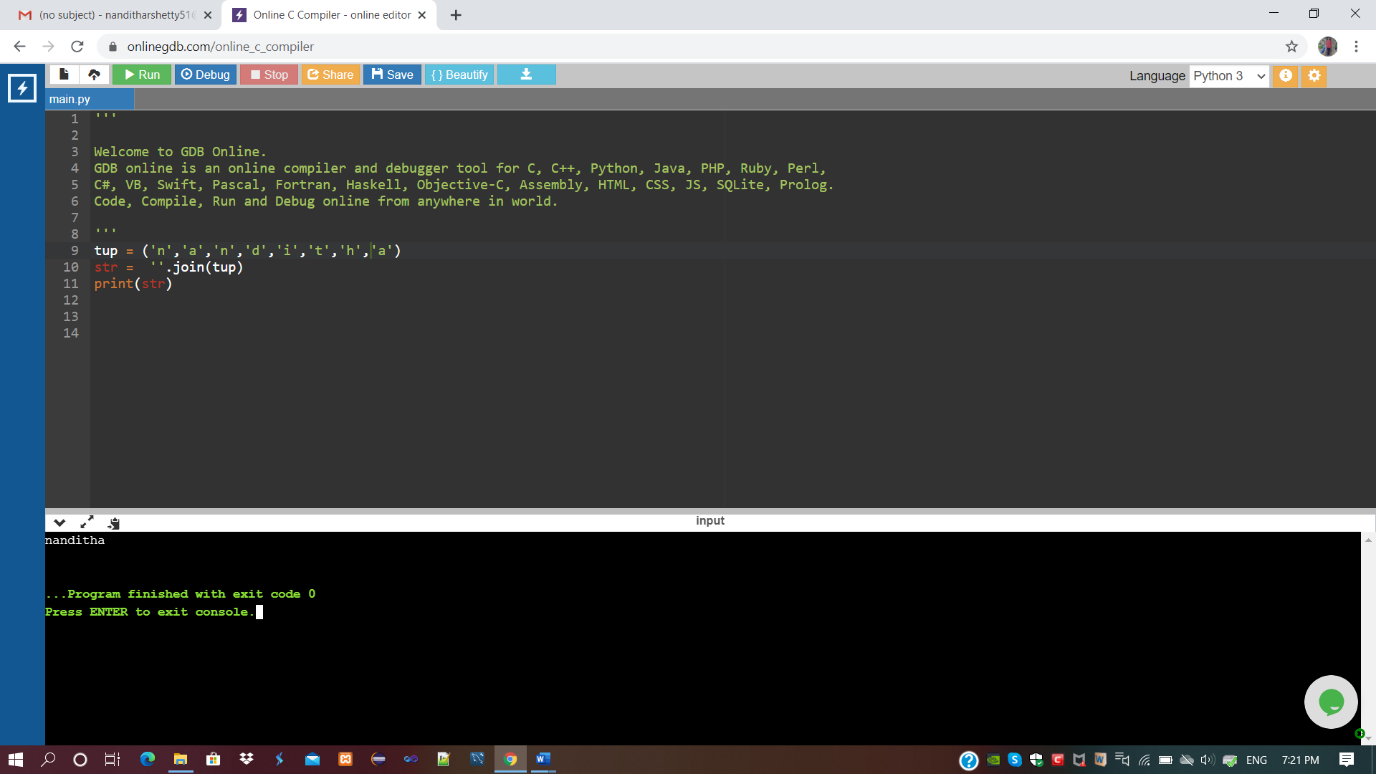 (no subject) - nanditharshetty516
Online C Compiler - online editor
onlinegdb.com/online_c_compiler
Run Debug Stop Share Save { } Beautify
Language Python 3
main.py
1 '''
2
3 Welcome to GDB Online.
4 GDB online is an online compiler and debugger tool for C, C++, Python, Java, PHP, Ruby, Perl,
5 C#, VB, Swift, Pascal, Fortran, Haskell, Objective-C, Assembly, HTML, CSS, JS, SQLite, Prolog.
6 Code, Compile, Run and Debug online from anywhere in world.
7
8 '''
9 tup = ('n','a','n','d','i','t','h','a')
10 str =  ''.join(tup)
11 print(str)
12
13
14
input
nanditha
...Program finished with exit code 0
Press ENTER to exit console.
ENG 7:21 PM